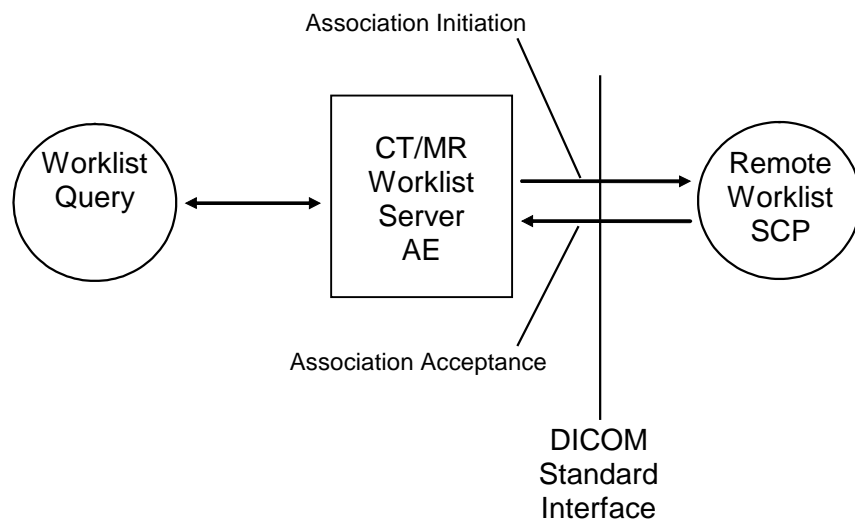 Association Initiation
Worklist
Query
CT/MR
Worklist
Server
AE
Remote
Worklist
SCP
Association Acceptance
DICOM
Standard
Interface